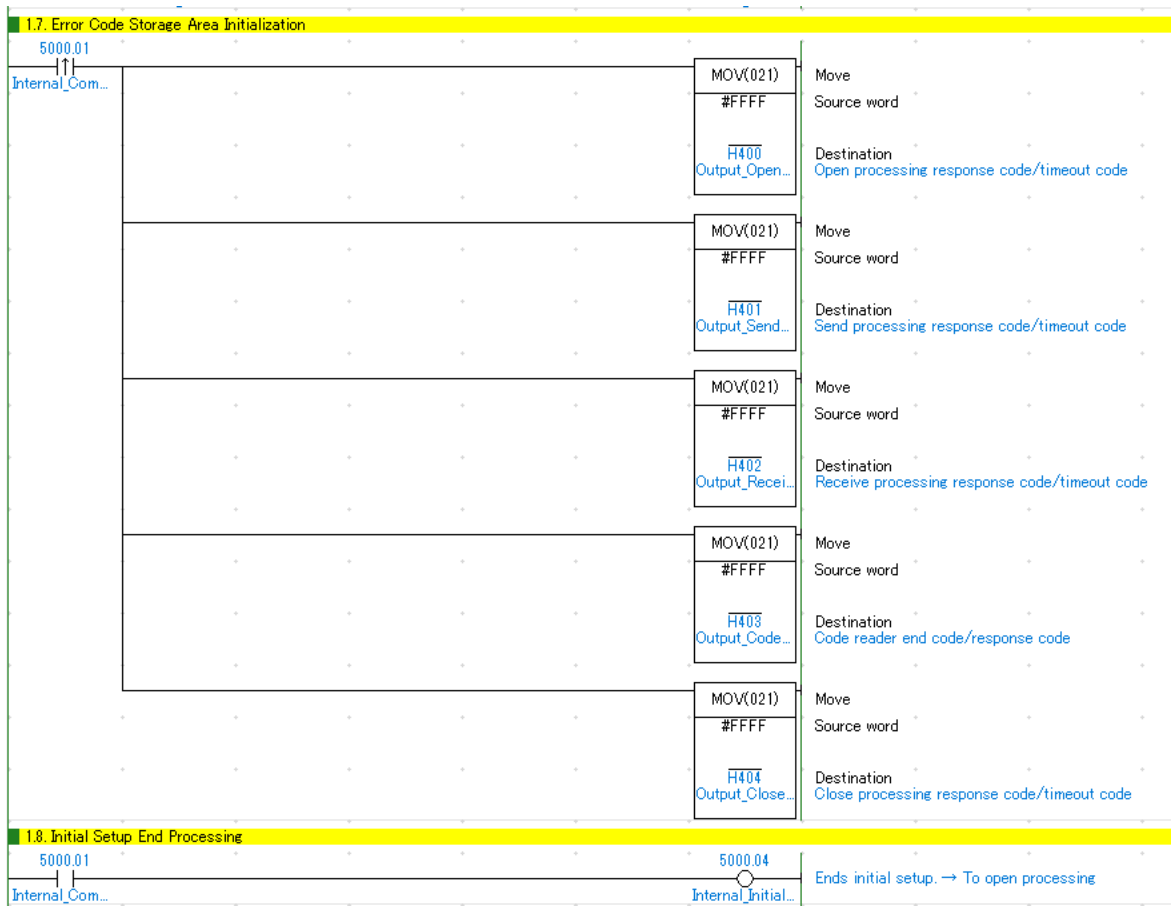 1.7. Error Code Storage Area Initialization
5000.01
Internal_Com...
MOV(021)
Move
#FFFF
Source word
H400
Destination
Output_Open...
Open processing response code/timeout code
MOV(021)
Move
#FFFF
Source word
H401
Destination
Output_Send...
Send processing response code/timeout code
MOV(021)
Move
#FFFF
Source word
H402
Destination
Output_Recei...
Receive processing response code/timeout code
MOV(021)
Move
#FFFF
Source word
H403
Destination
Output_Code...
Code reader end code/response code
MOV(021)
Move
#FFFF
Source word
H404
Destination
Output_Close...
Close processing response code/timeout code
1.8. Initial Setup End Processing
5000.01
5000.04
Ends initial setup. → To open processing
Internal_Com...
Internal_Initial...